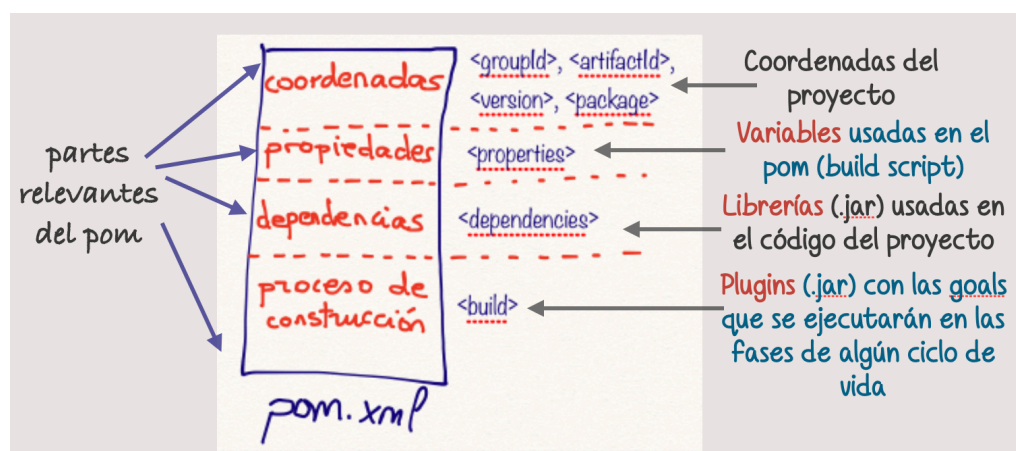 partes
relevantes
del pom
coordenadas
<groupId>, <artifactId>,
<version>, <package>
Coordenadas del
proyecto
propiedades
<properties>
Variables usadas en el
pom (build script)
dependencias
<dependencies>
Librerías (.jar) usadas en
el código del proyecto
proceso de
construcción
<build>
Plugins (.jar) con las goals
que se ejecutarán en las
fases de algún ciclo de
vida
pom.xml